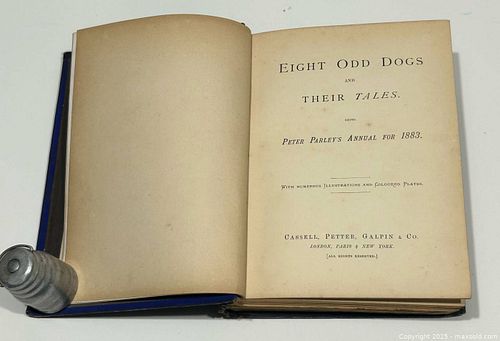 EIGHT ODD DOGS
AND
THEIR TALES.
BEING
PETER PARLEY'S ANNUAL FOR 1883.
WITH NUMEROUS ILLUSTRATIONS AND COLOURED PLATES.
CASSELL, PETTER, GALPIN & CO.
LONDON, PARIS & NEW YORK.
[ALL RIGHTS RESERVED.]
Copyright 2025 - maxsold.com